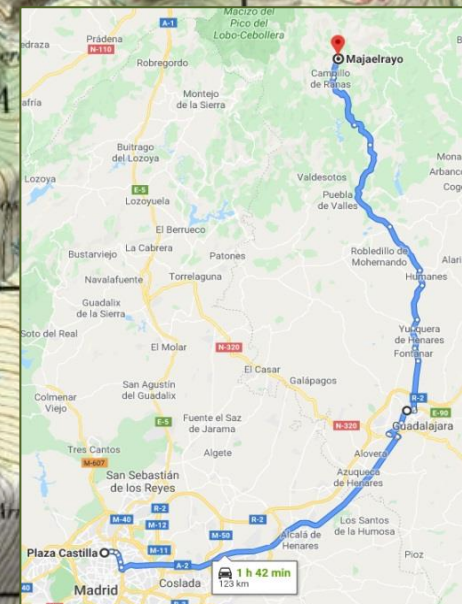 Macizo del
Pico del
Lobo-Cebollera
A-1
Prádena
N-110
Robregordo
Majaelrayo
Campillo
de Ranas
Montejo
de la Sierra
Buitrago
del Lozoya
Lozoya
E-5
Lozoyuela
Valdesotos
Puebla
de Valles
El Berrueco
Bustarviejo
La Cabrera
Patones
Robledillo de
Mohernando
Navalafuente
Torrelaguna
Humanes
Guadalix
de la Sierra
Soto del Real
El Molar
N-320
Yunquera
de Henares
Fontanar
El Casar
Galápagos
San Agustín
del Guadalix
R-2
Colmenar
Viejo
E-5
Fuente el Saz
de Jarama
N-320
E-90
Guadalajara
Algete
Alovera
Tres Cantos
M-607
Azuqueca
de Henares
San Sebastián
de los Reyes
R-2
M-40
M-12
M-50
R-2
Los Santos
de la Humosa
Alcalá de
Henares
Plaza Castilla
M-11
A-2
Pioz
Coslada
1 h 42 min
123 km
Madrid